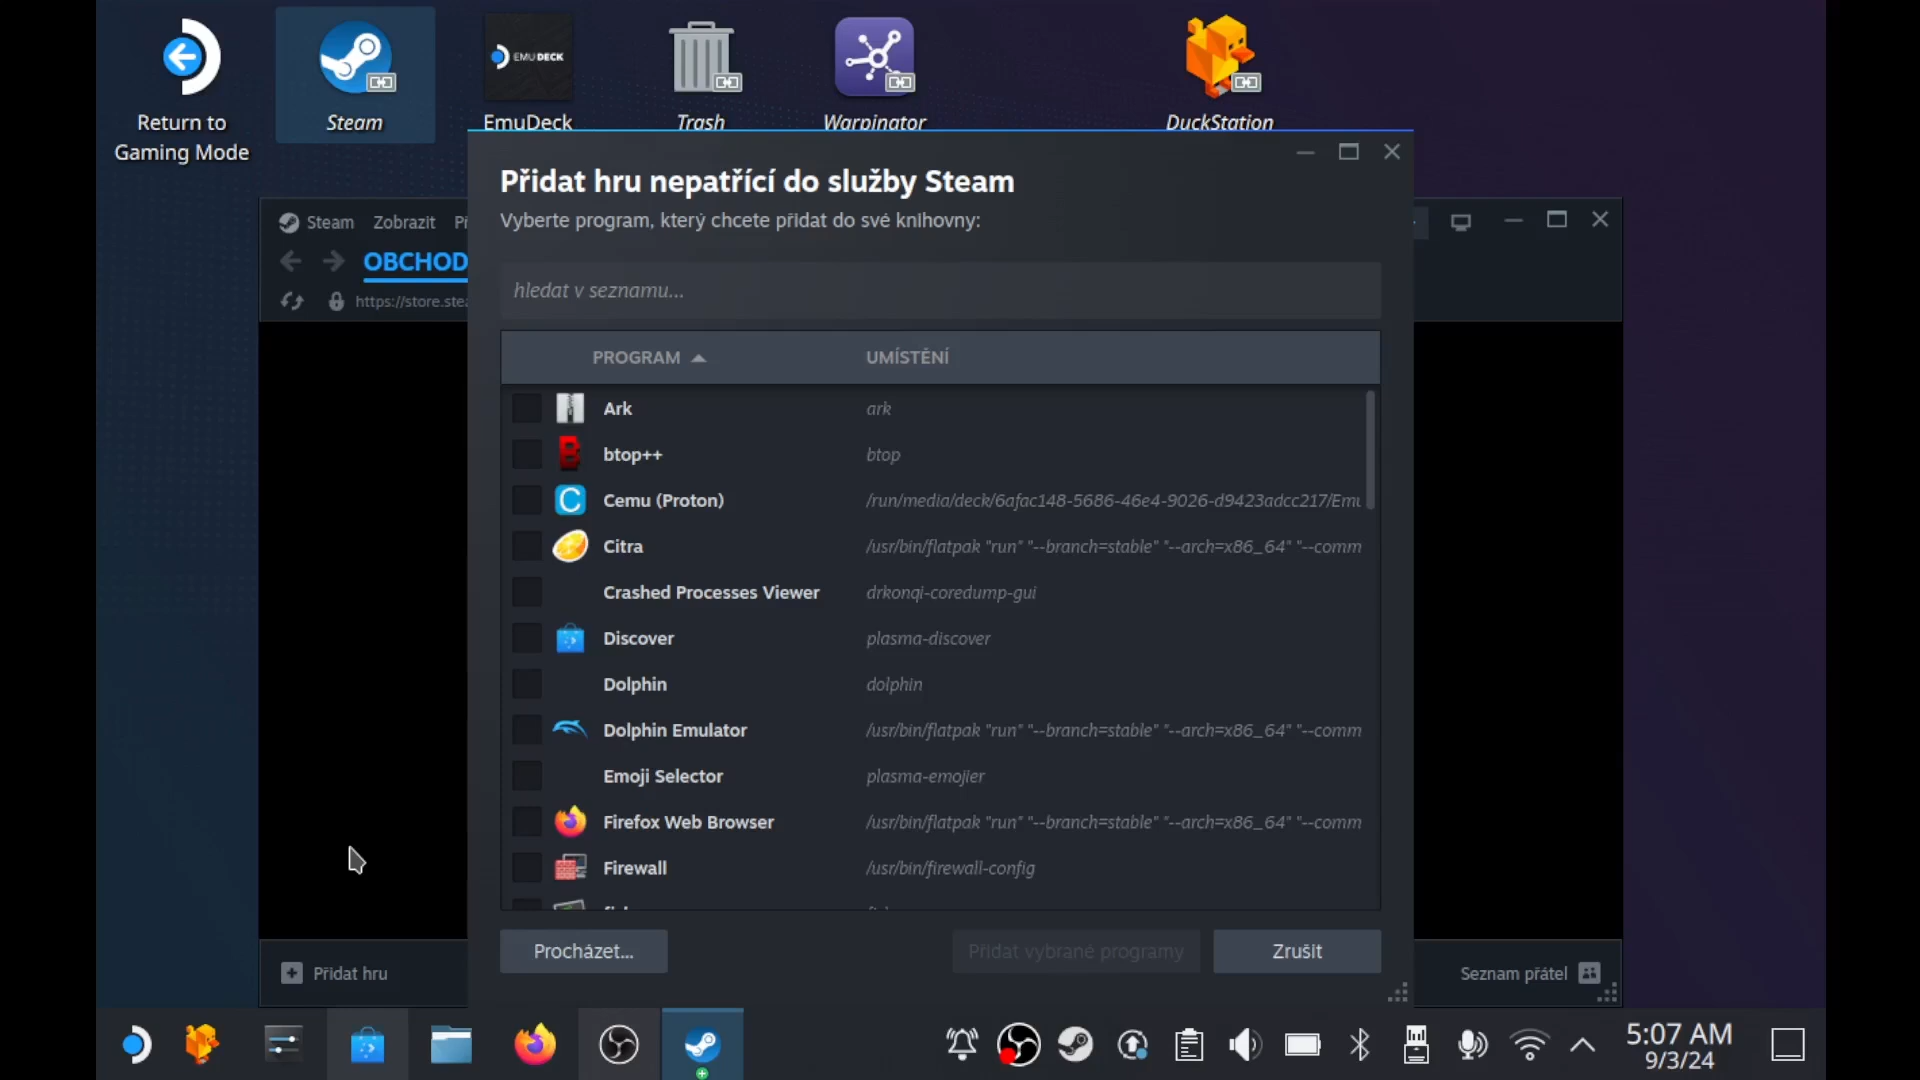 Return to
Gaming Mode
Steam
EMUDECK
EmuDeck
Trash
Warpinator
DuckStation
Přidat hru nepatřící do služby Steam
Vyberte program, který chcete přidat do své knihovny:
Steam Zobrazit
OBCHOD
https://store.stea
hledat v seznamu...
PROGRAM UMÍSTĚNÍ
Ark ark
btop++ btop
Cemu (Proton) /run/media/deck/6afac148-5686-46e4-9026-d9423adcc217/Emu
Citra /usr/bin/flatpak "run" "--branch=stable" "--arch=x86_64" "--comm
Crashed Processes Viewer drkonqi-coredump-gui
Discover plasma-discover
Dolphin dolphin
Dolphin Emulator /usr/bin/flatpak "run" "--branch=stable" "--arch=x86_64" "--comm
Emoji Selector plasma-emojier
Firefox Web Browser /usr/bin/flatpak "run" "--branch=stable" "--arch=x86_64" "--comm
Firewall /usr/bin/firewall-config
Procházet... Přidat vybrané programy Zrušit
Přidat hru
Seznam přátel
5:07 AM
9/3/24